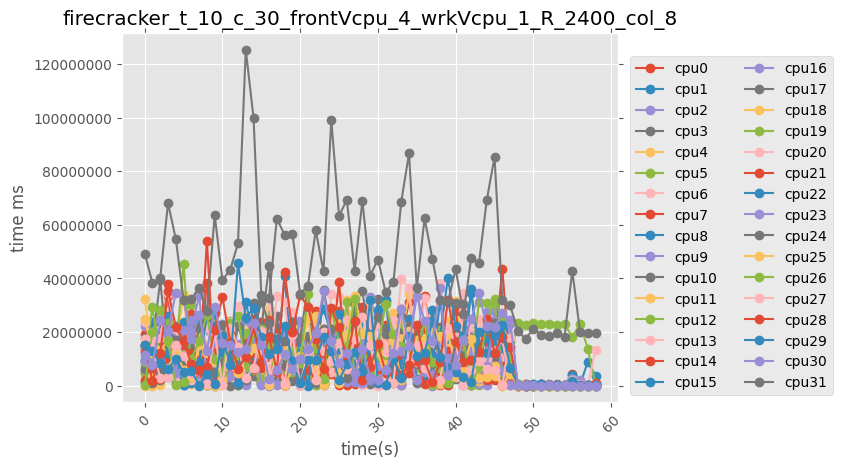 firecracker_t_10_c_30_frontVcpu_4_wrkVcpu_1_R_2400_col_8
120000000
100000000
80000000
60000000
40000000
20000000
0
time ms
0
10
20
30
40
50
60
time(s)
cpu0
cpu1
cpu2
cpu3
cpu4
cpu5
cpu6
cpu7
cpu8
cpu9
cpu10
cpu11
cpu12
cpu13
cpu14
cpu15
cpu16
cpu17
cpu18
cpu19
cpu20
cpu21
cpu22
cpu23
cpu24
cpu25
cpu26
cpu27
cpu28
cpu29
cpu30
cpu31